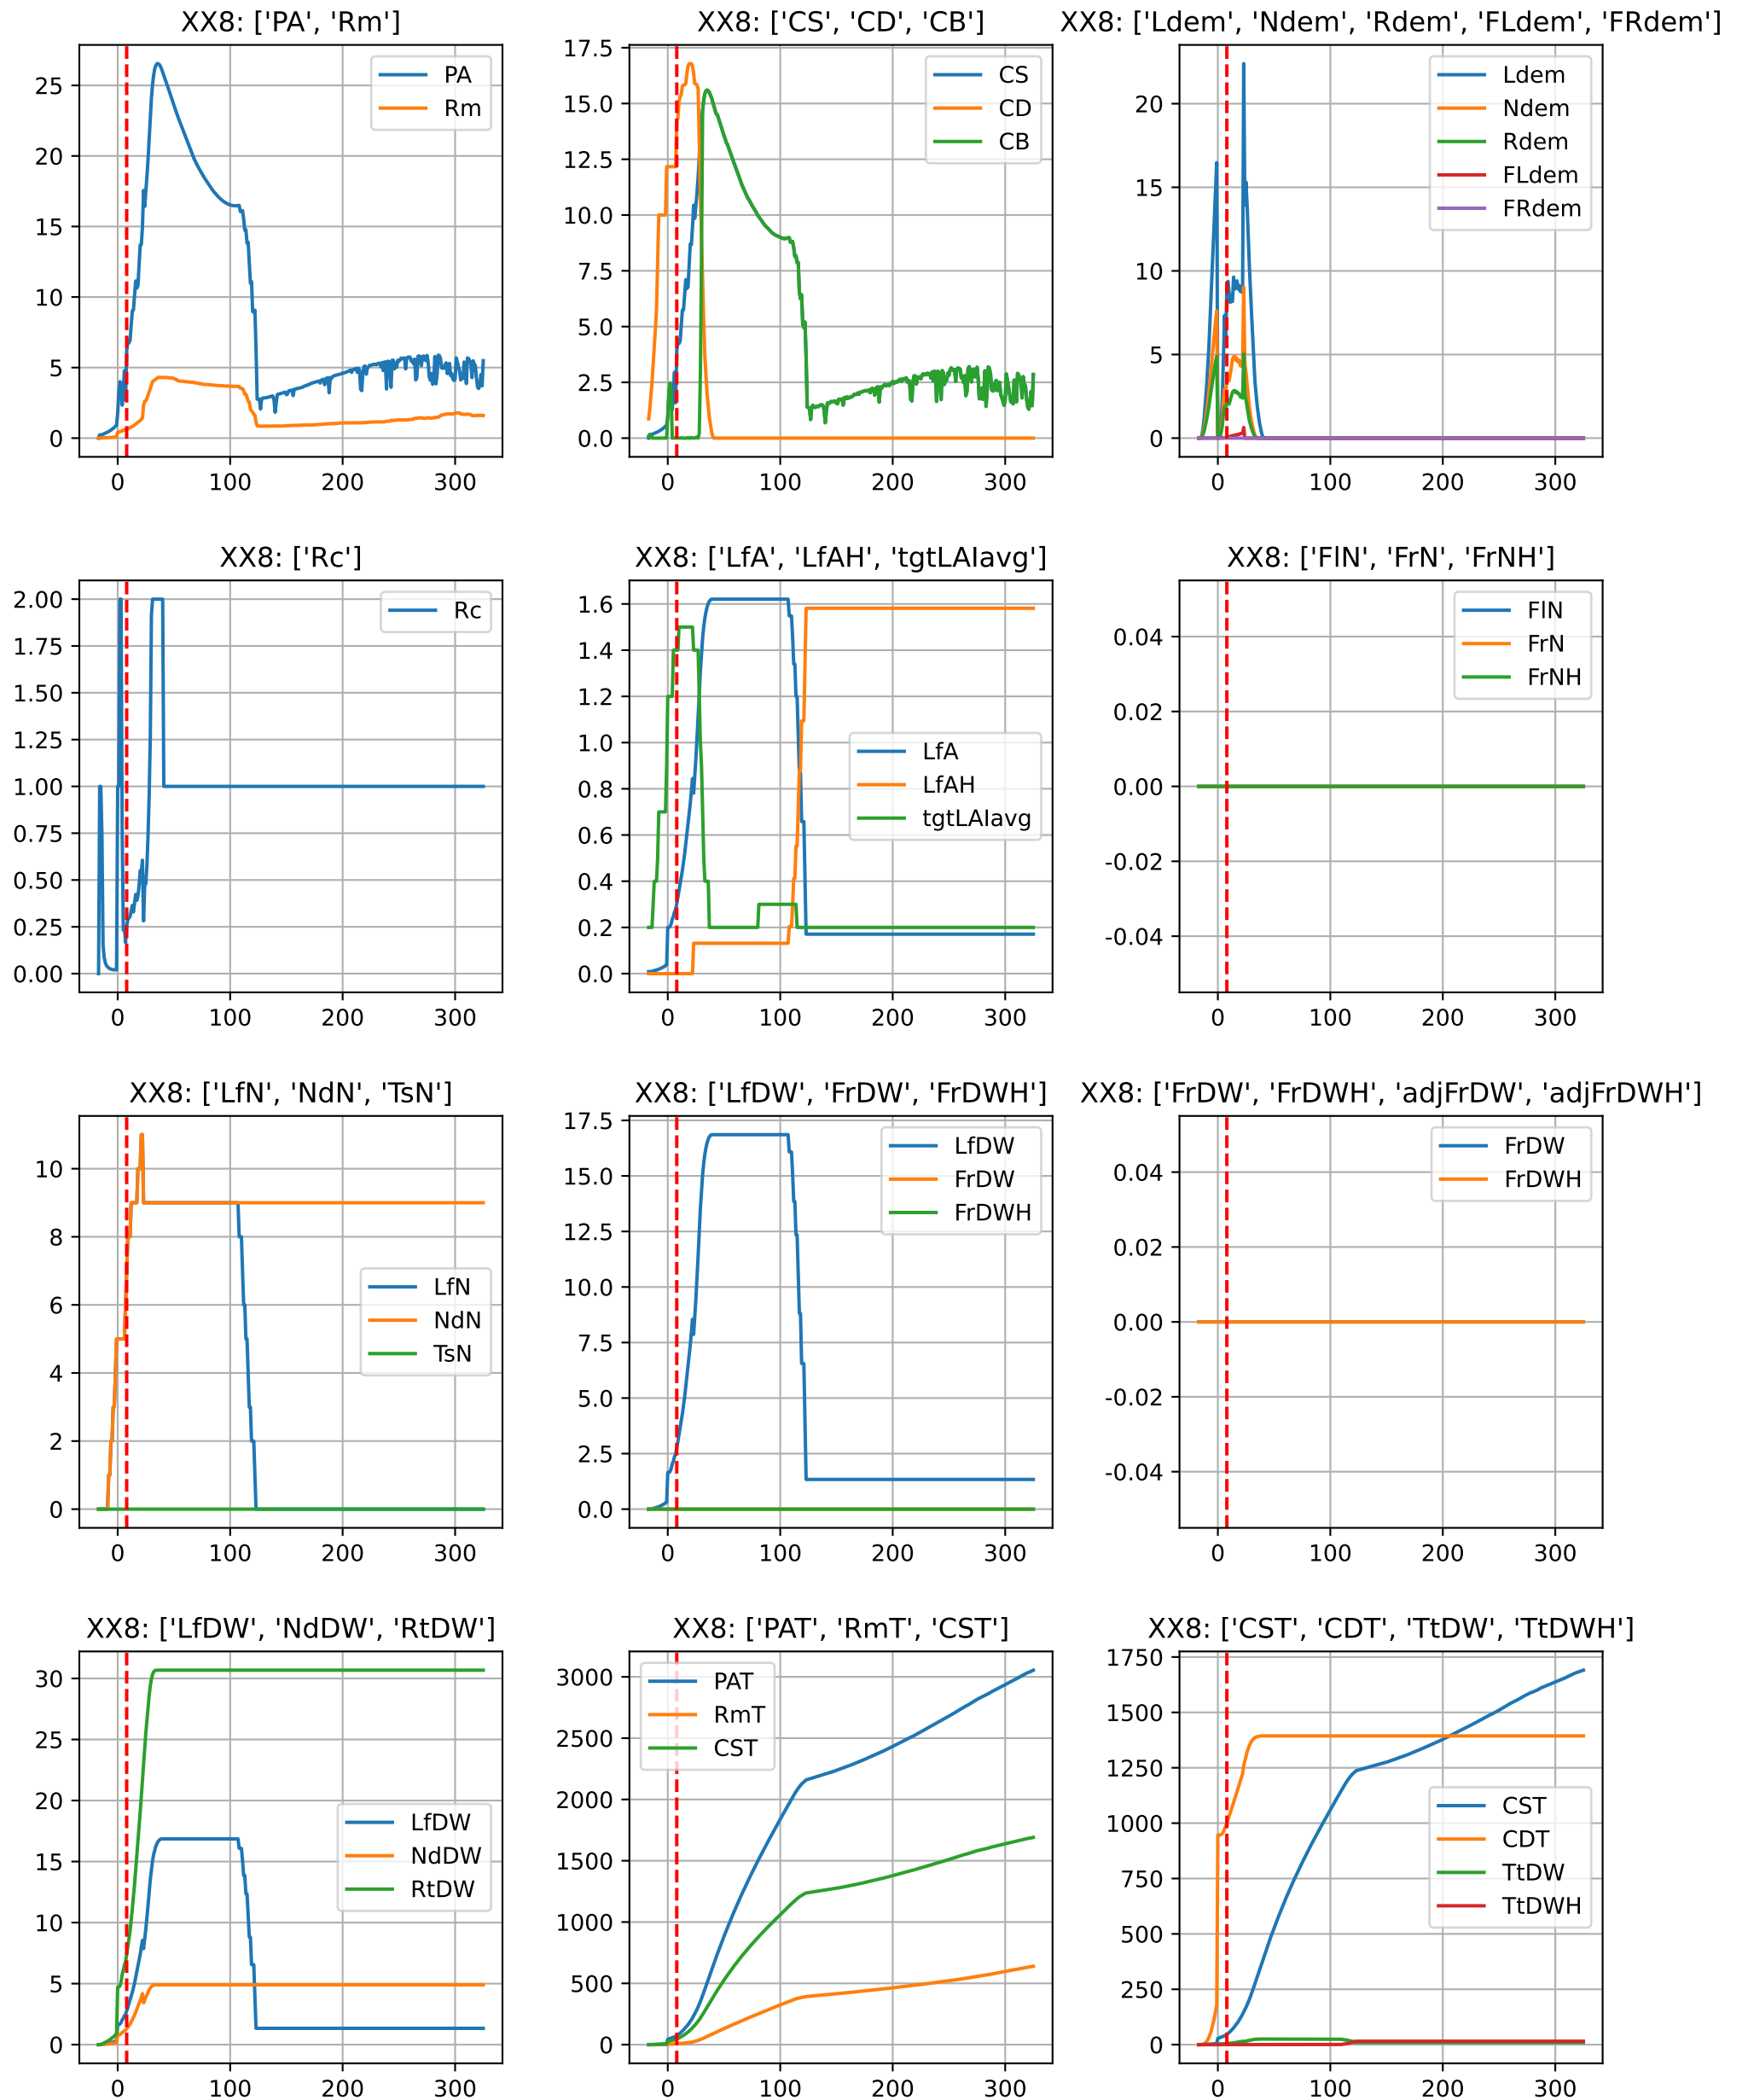 XX8: ['PA', 'Rm']
25
20
15
10
5
0
0 100 200 300
PA
Rm
XX8: ['CS', 'CD', 'CB']
17.5
15.0
12.5
10.0
7.5
5.0
2.5
0.0
0 100 200 300
CS
CD
CB
XX8: ['Ldem', 'Ndem', 'Rdem', 'FLdem', 'FRdem']
20
15
10
5
0
0 100 200 300
Ldem
Ndem
Rdem
FLdem
FRdem
XX8: ['Rc']
2.00
1.75
1.50
1.25
1.00
0.75
0.50
0.25
0.00
0 100 200 300
Rc
XX8: ['LfA', 'LfAH', 'tgtLAIavg']
1.6
1.4
1.2
1.0
0.8
0.6
0.4
0.2
0.0
0 100 200 300
LfA
LfAH
tgtLAIavg
XX8: ['FlN', 'FrN', 'FrNH']
0.04
0.02
0.00
-0.02
-0.04
0 100 200 300
FlN
FrN
FrNH
XX8: ['LfN', 'NdN', 'TsN']
10
8
6
4
2
0
0 100 200 300
LfN
NdN
TsN
XX8: ['LfDW', 'FrDW', 'FrDWH']
17.5
15.0
12.5
10.0
7.5
5.0
2.5
0.0
0 100 200 300
LfDW
FrDW
FrDWH
XX8: ['FrDW', 'FrDWH', 'adjFrDW', 'adjFrDWH']
0.04
0.02
0.00
-0.02
-0.04
0 100 200 300
FrDW
FrDWH
XX8: ['LfDW', 'NdDW', 'RtDW']
30
25
20
15
10
5
0
0 100 200 300
LfDW
NdDW
RtDW
XX8: ['PAT', 'RmT', 'CST']
3000
2500
2000
1500
1000
500
0
0 100 200 300
PAT
RmT
CST
XX8: ['CST', 'CDT', 'TtDW', 'TtDWH']
1750
1500
1250
1000
750
500
250
0
0 100 200 300
CST
CDT
TtDW
TtDWH